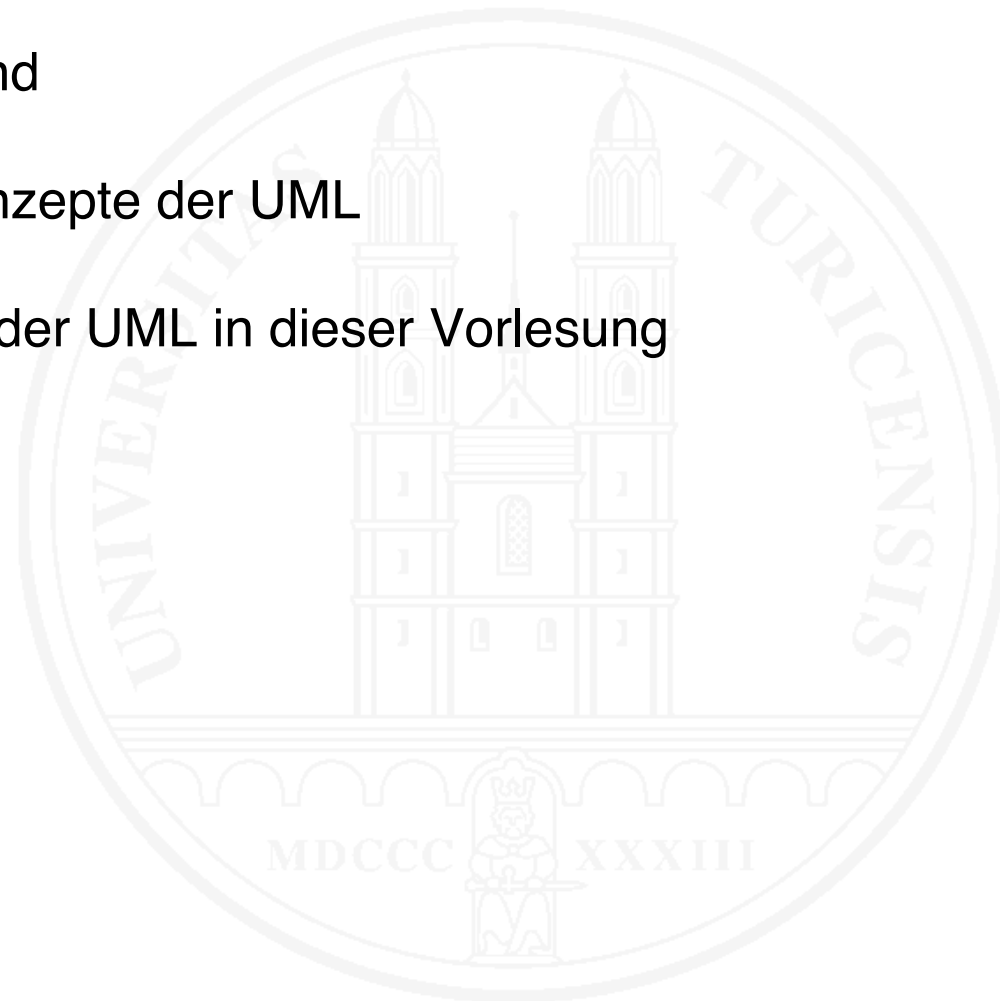 nd
nzepte der UML
der UML in dieser Vorlesung
UNIVERSITAS TURICENSIS
MDCCC XXXIII